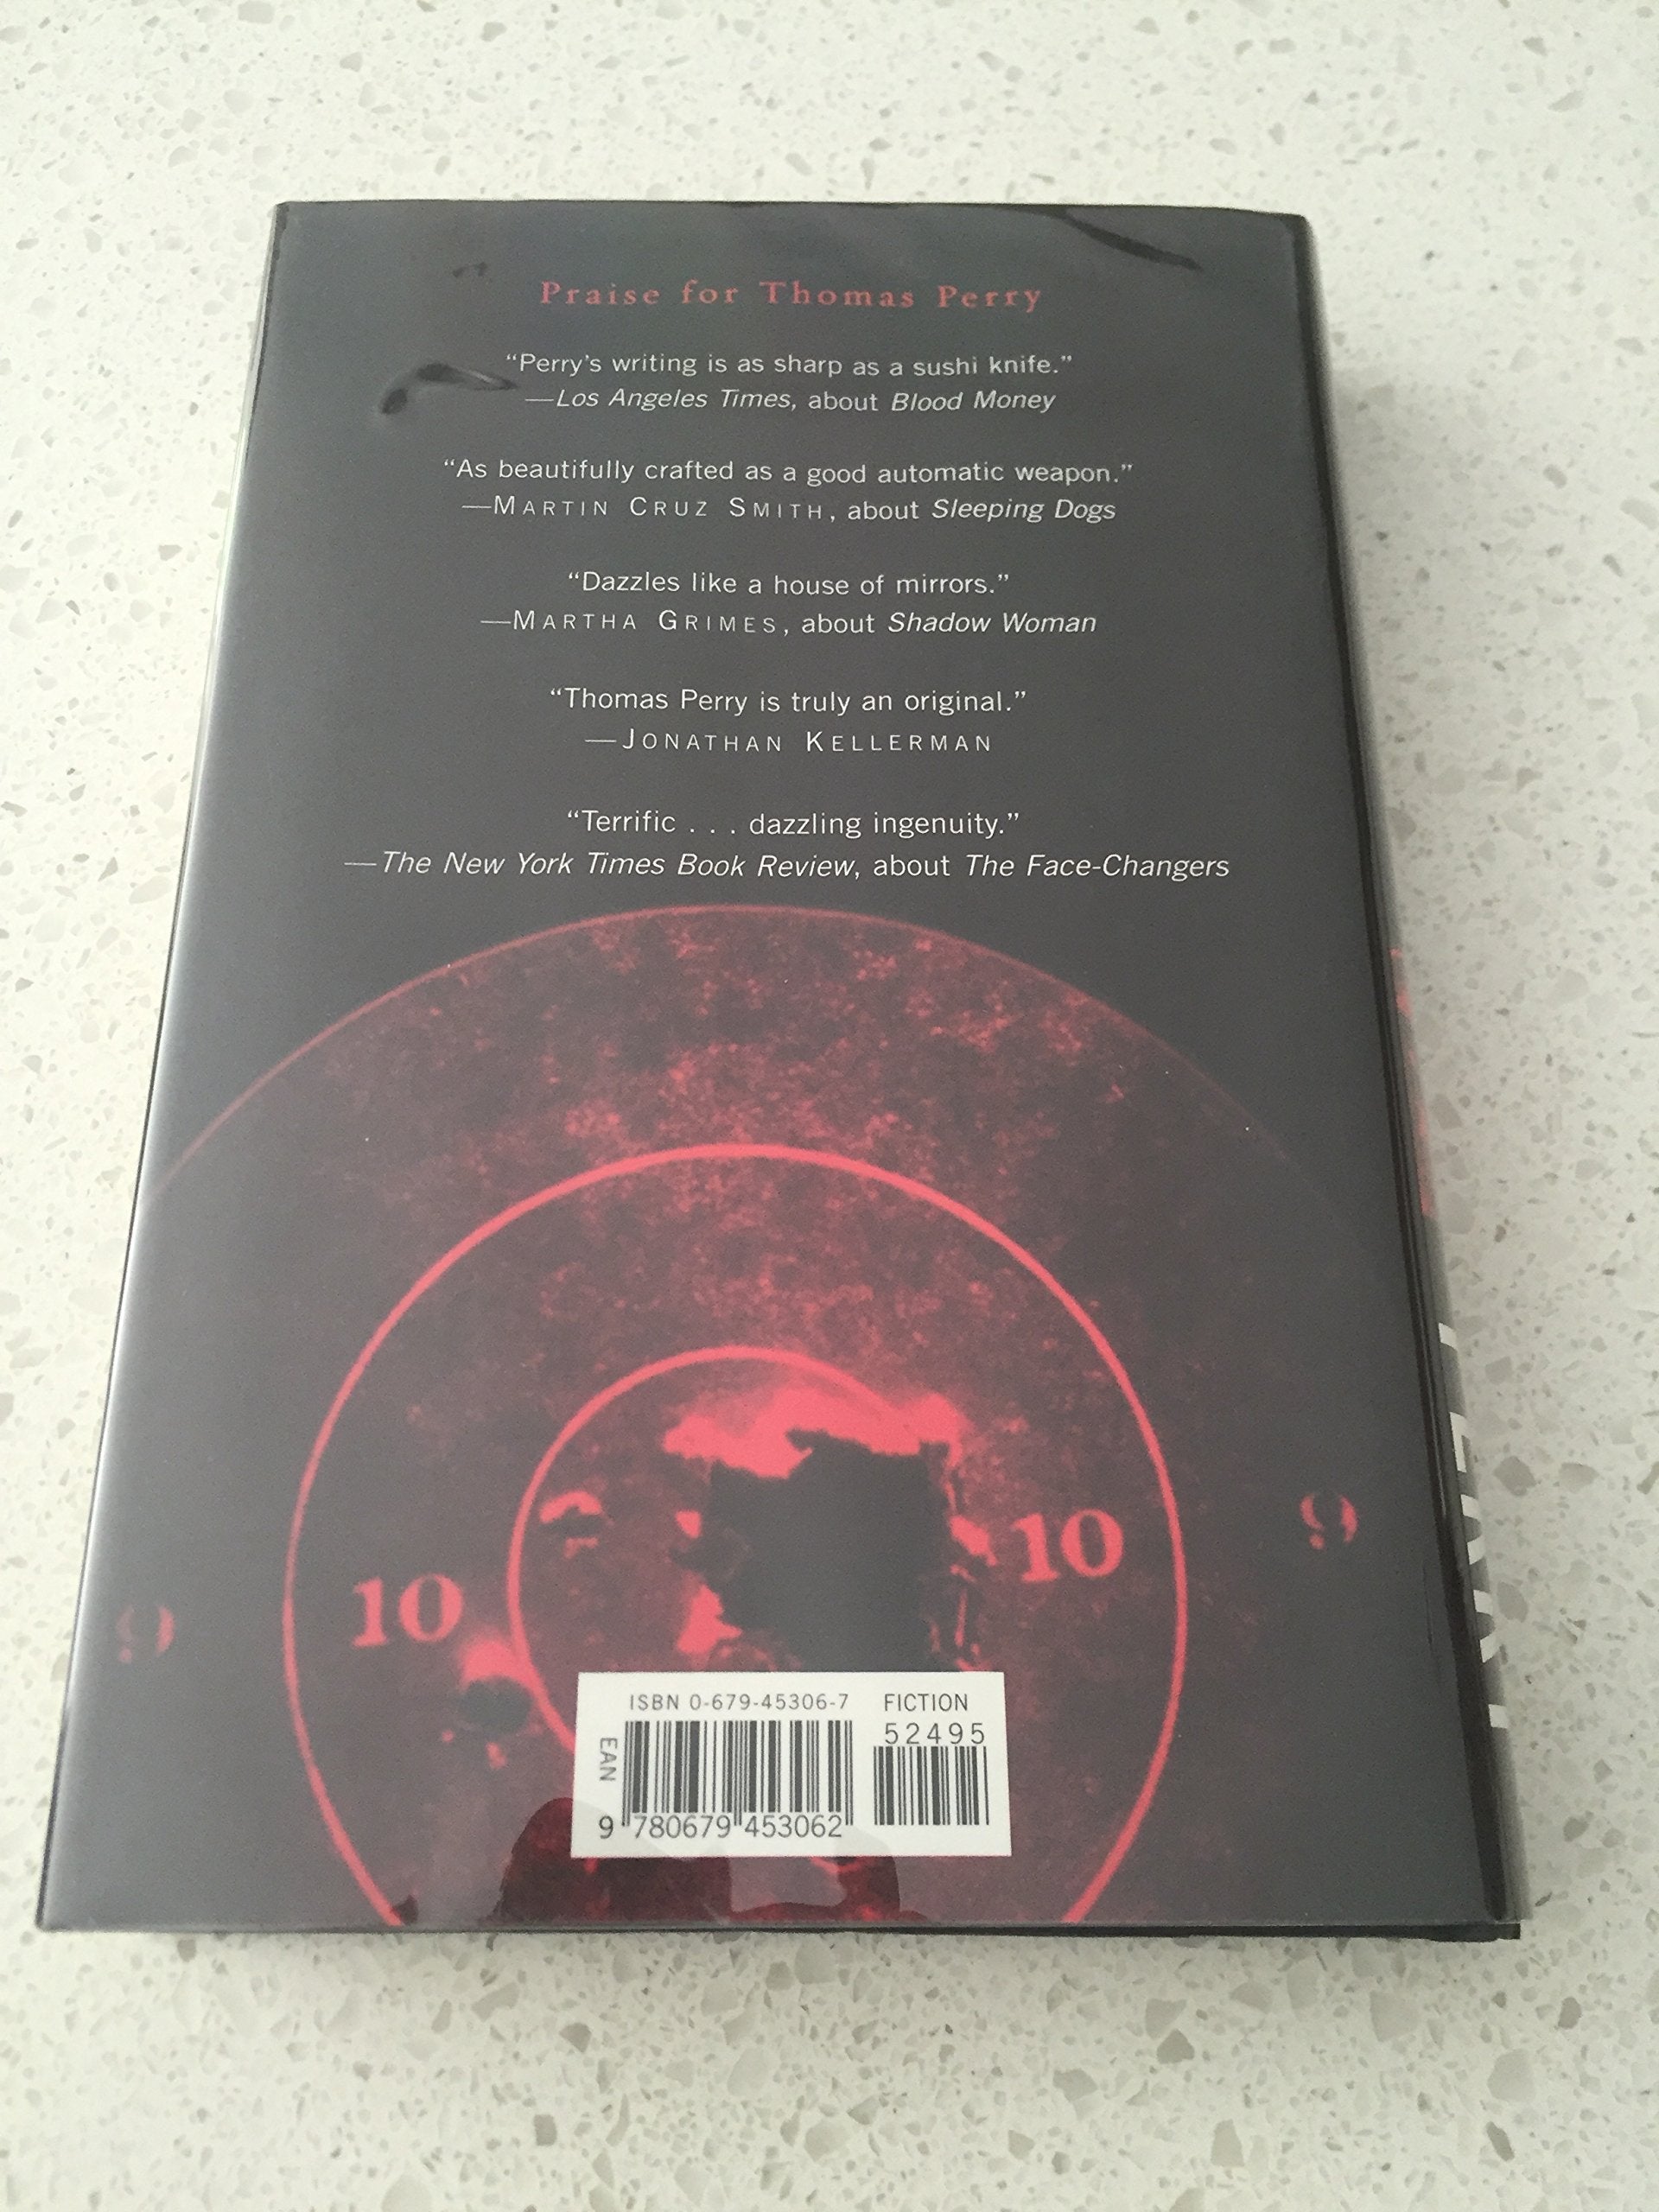 Praise for Thomas Perry
“Perry’s writing is as sharp as a sushi knife.”
—Los Angeles Times, about Blood Money
“As beautifully crafted as a good automatic weapon.”
—MARTIN CRUZ SMITH, about Sleeping Dogs
“Dazzles like a house of mirrors.”
—MARTHA GRIMES, about Shadow Woman
“Thomas Perry is truly an original.”
—JONATHAN KELLERMAN
“Terrific . . . dazzling ingenuity.”
—The New York Times Book Review, about The Face-Changers
9 10 10 9
ISBN 0-679-45306-7 FICTION
52495
EAN
9 780679 453062